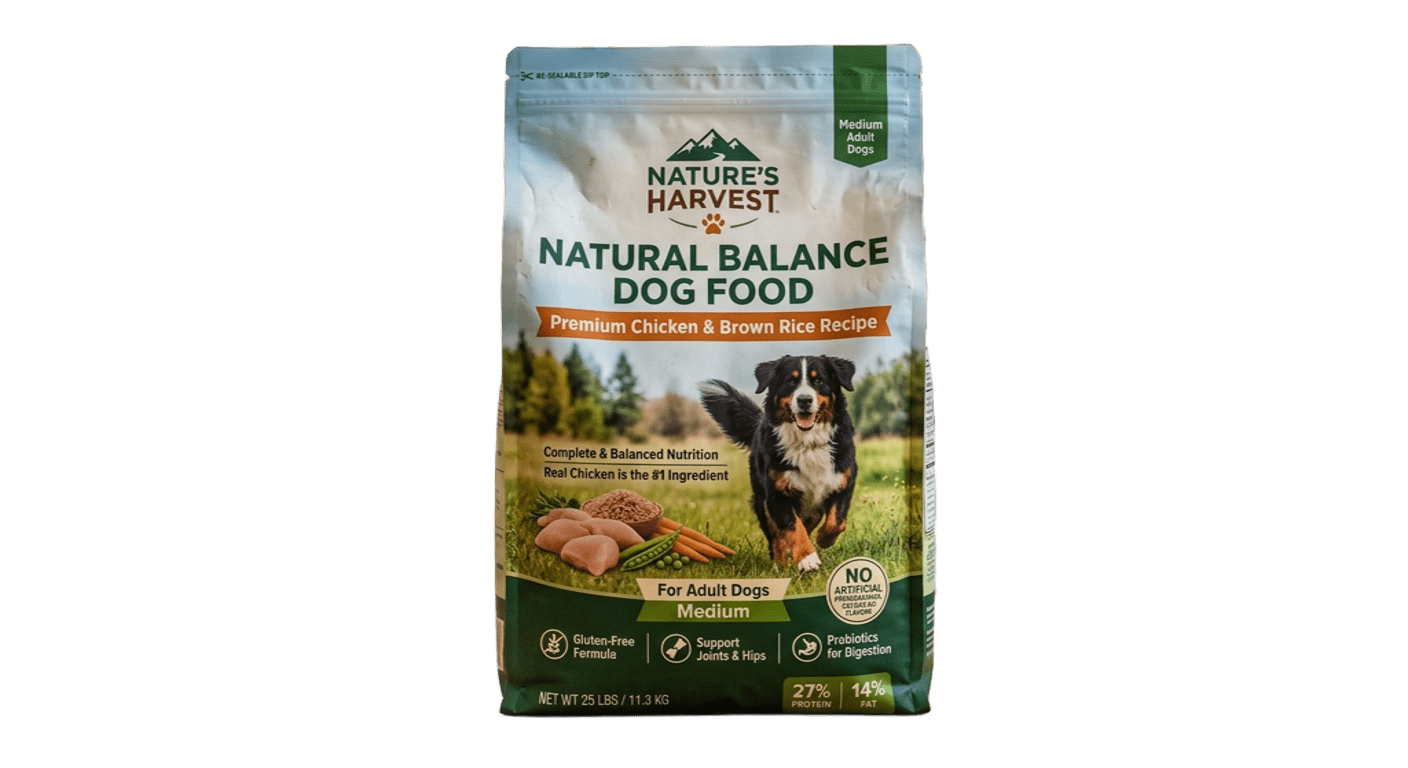 RE-SEALABLE SIP TOP
Medium
Adult
Dogs
NATURE'S
HARVEST
NATURAL BALANCE
DOG FOOD
Premium Chicken & Brown Rice Recipe
Complete & Balanced Nutrition
Real Chicken is the #1 Ingredient
For Adult Dogs
Medium
NO
ARTIFICIAL
FLAVORS
Gluten-Free
Formula
Support
Joints & Hips
Probiotics
for Bigestion
NET WT 25 LBS / 11.3 KG
27%
PROTEIN
14%
FAT